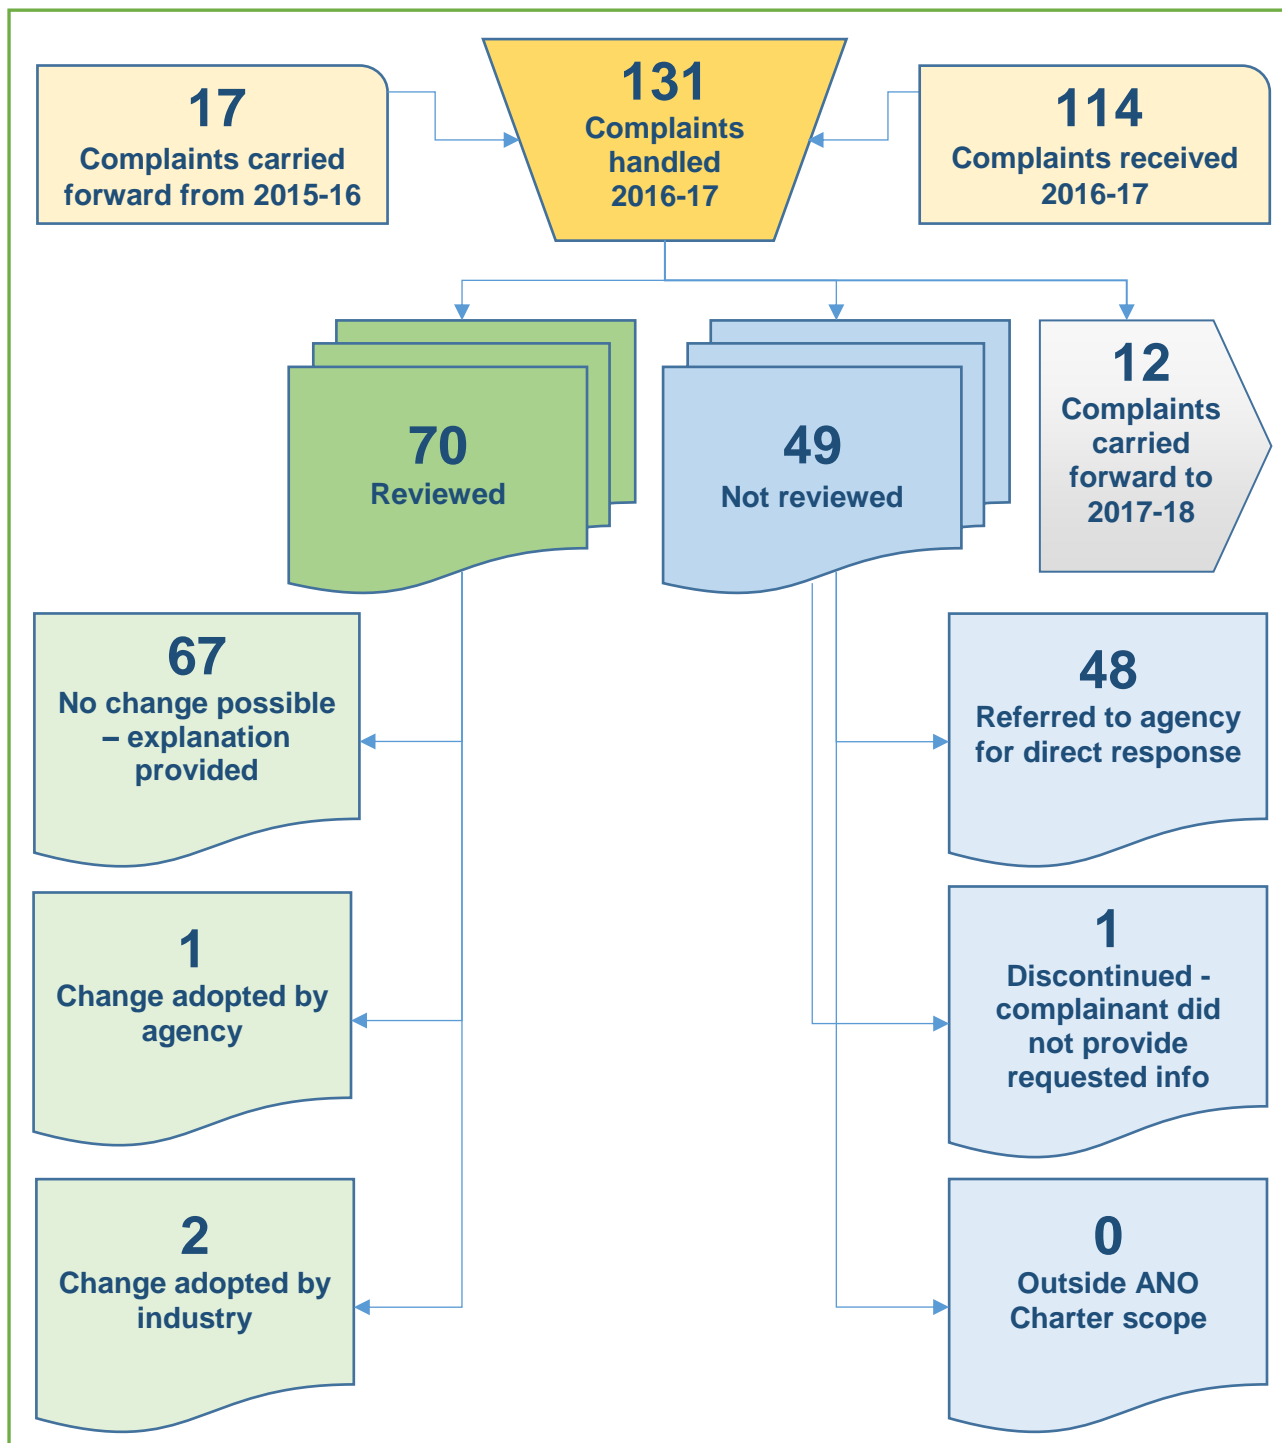 17
Complaints carried
forward from 2015-16
131
Complaints
handled
2016-17
114
Complaints received
2016-17
70
Reviewed
49
Not reviewed
12
Complaints
carried
forward to
2017-18
67
No change possible
– explanation
provided
48
Referred to agency
for direct response
1
Change adopted by
agency
1
Discontinued -
complainant did
not provide
requested info
2
Change adopted by
industry
0
Outside ANO
Charter scope